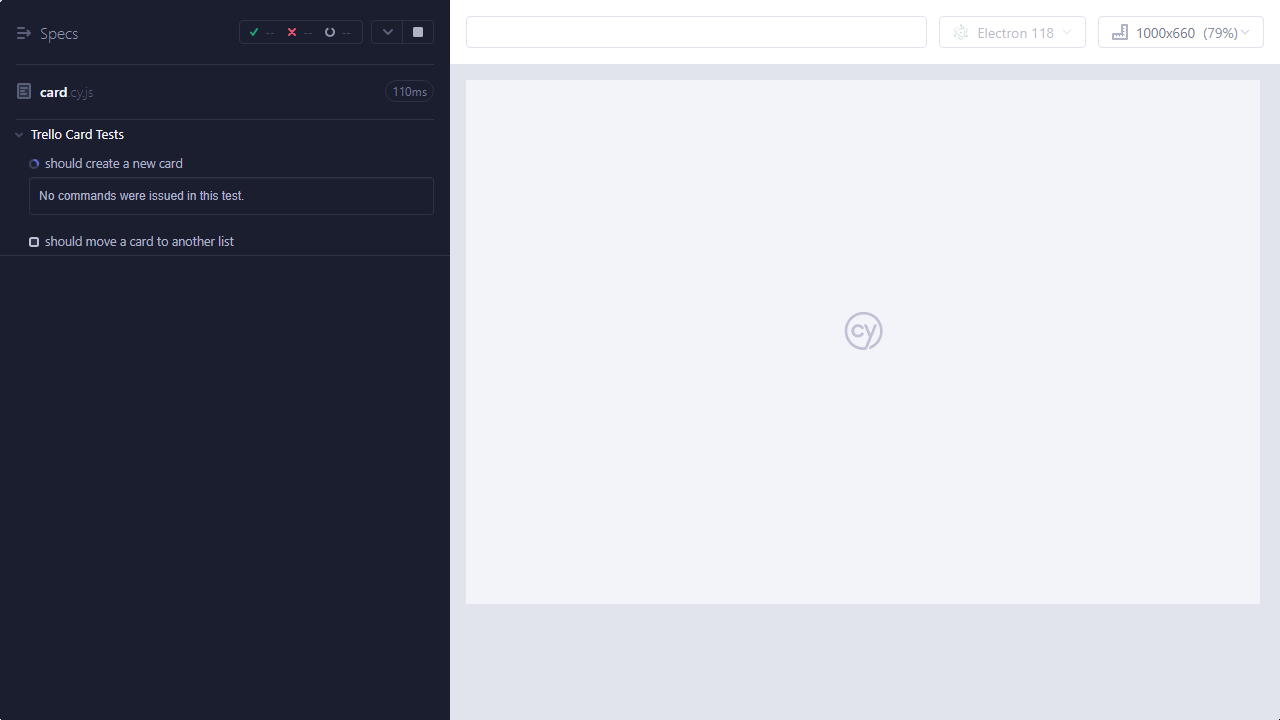 Specs
-- -- --
card.cy.js
110ms
Trello Card Tests
should create a new card
No commands were issued in this test.
should move a card to another list
Electron 118
1000x660 (79%)
cy